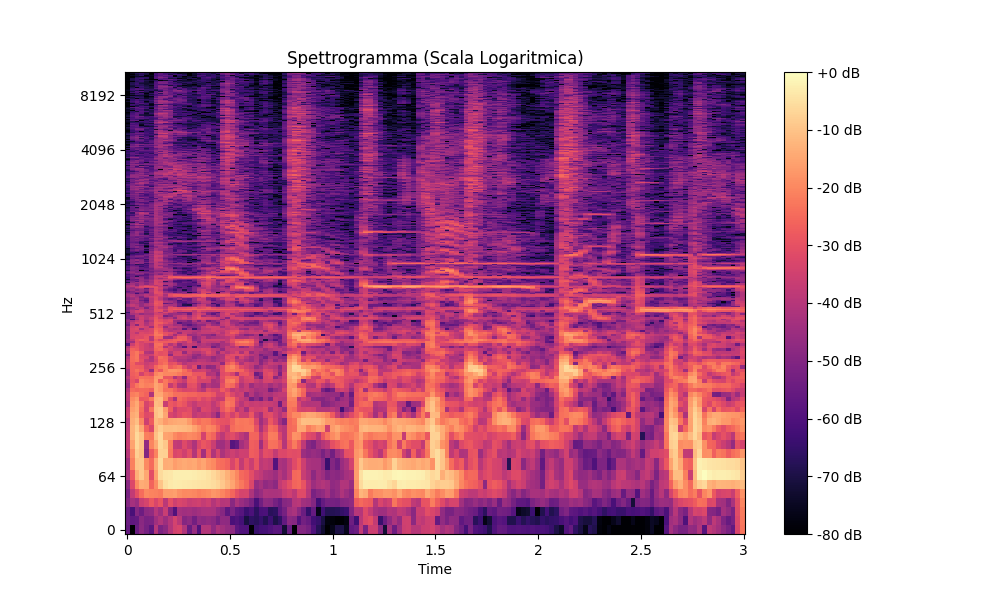 Spettrogramma (Scala Logaritmica)
Hz
8192
4096
2048
1024
512
256
128
64
0
0 0.5 1 1.5 2 2.5 3
Time
+0 dB
-10 dB
-20 dB
-30 dB
-40 dB
-50 dB
-60 dB
-70 dB
-80 dB